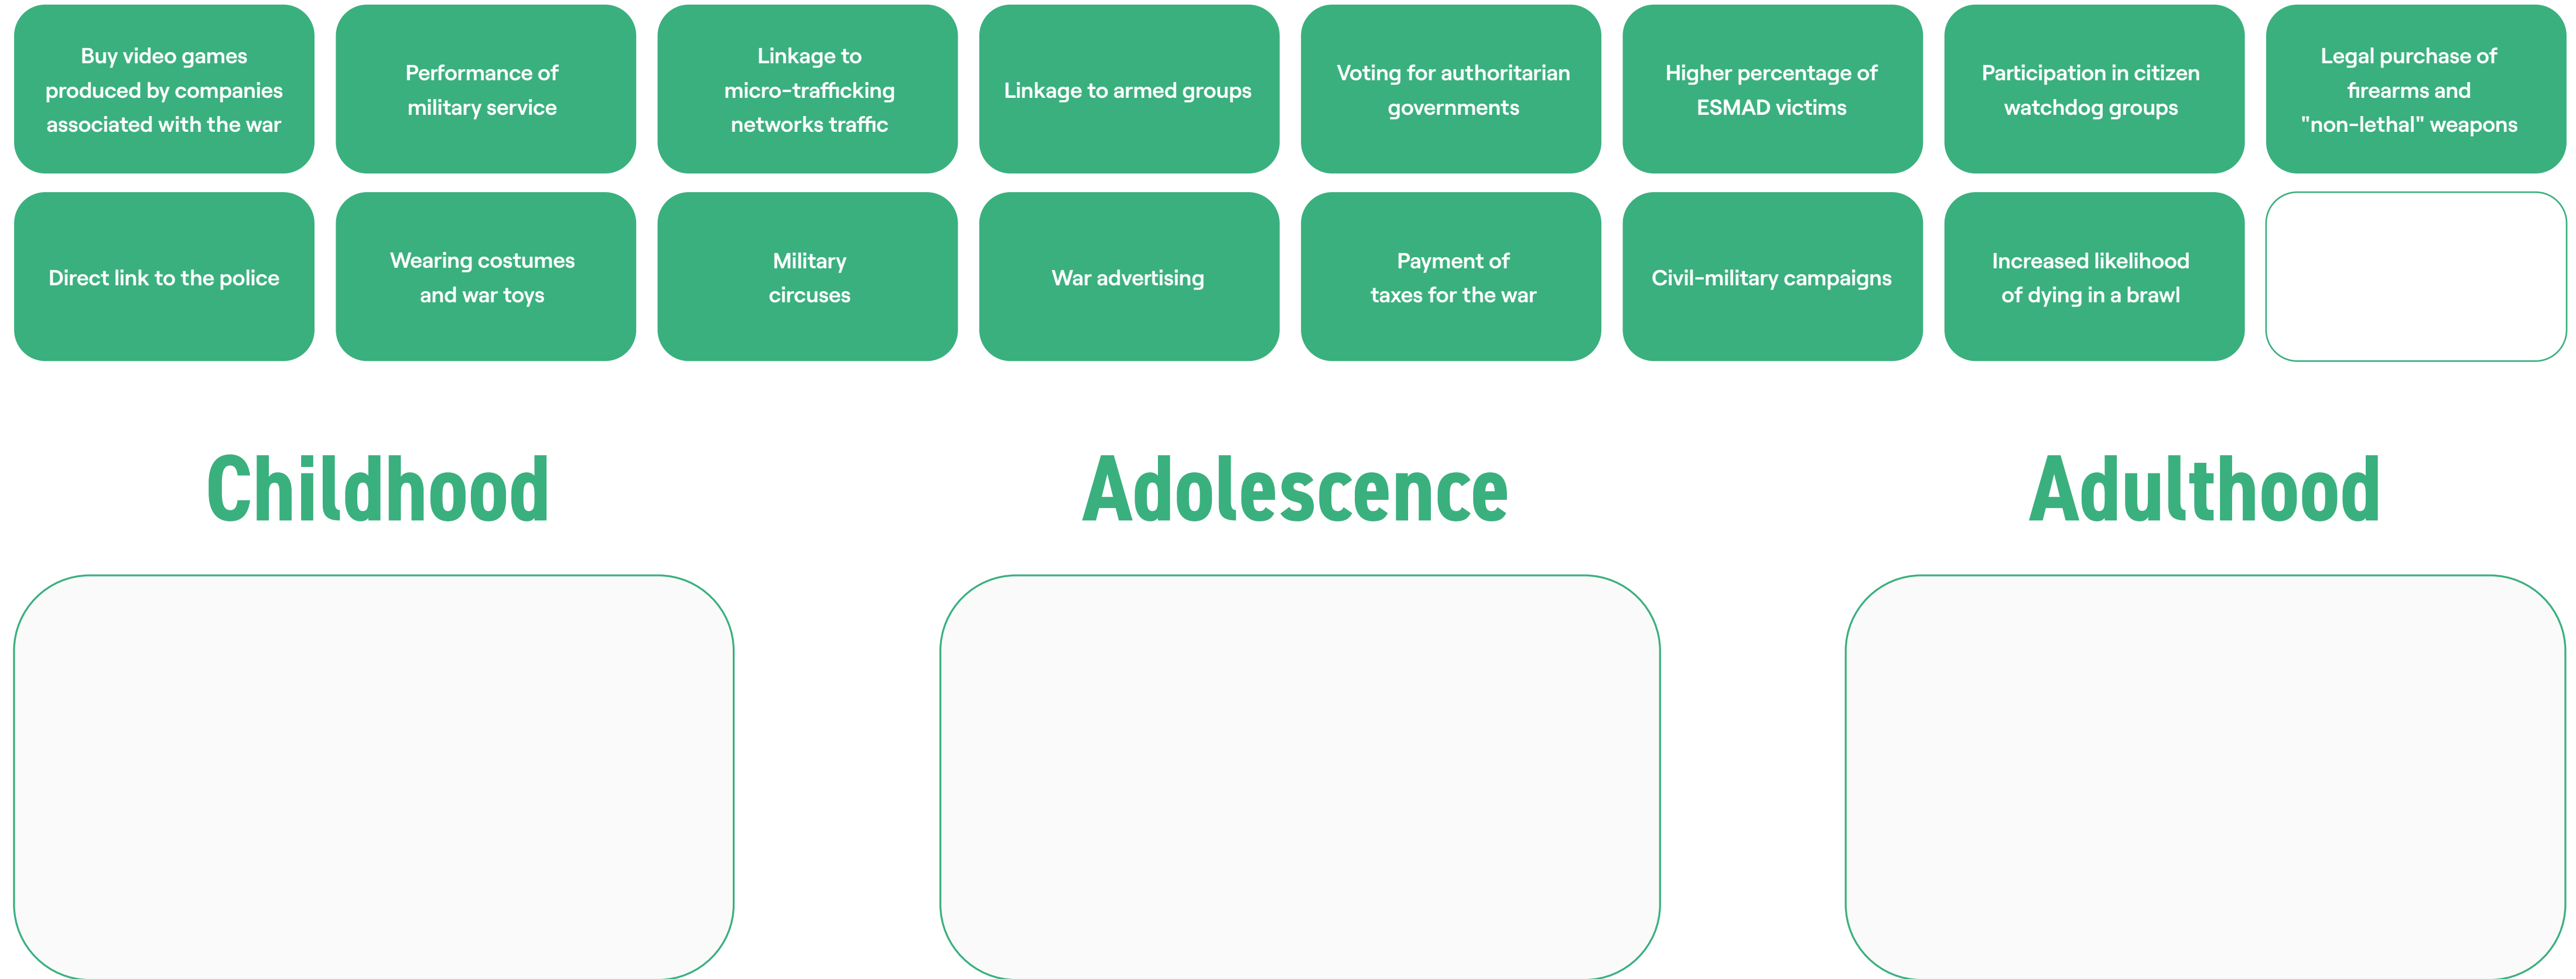 Buy video games
produced by companies
associated with the war
Performance of
military service
Linkage to
micro-trafficking
networks traffic
Linkage to armed groups
Voting for authoritarian
governments
Higher percentage of
ESMAD victims
Participation in citizen
watchdog groups
Legal purchase of
firearms and
"non-lethal" weapons
Direct link to the police
Wearing costumes
and war toys
Military
circuses
War advertising
Payment of
taxes for the war
Civil-military campaigns
Increased likelihood
of dying in a brawl
Childhood
Adolescence
Adulthood